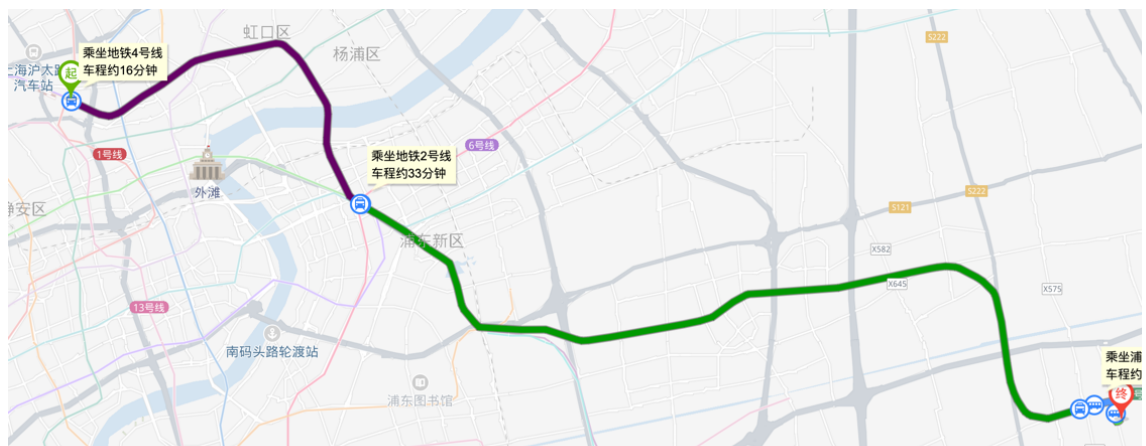 虹口区
杨浦区
S222
乘坐地铁4号线
车程约16分钟
起
上海沪太路
汽车站
6号线
1号线
乘坐地铁2号线
车程约33分钟
外滩
静安区
S222
S121
浦东新区
X582
X645
X575
13号线
南码头路轮渡站
乘坐浦
车程约
浦东图书馆
终
号